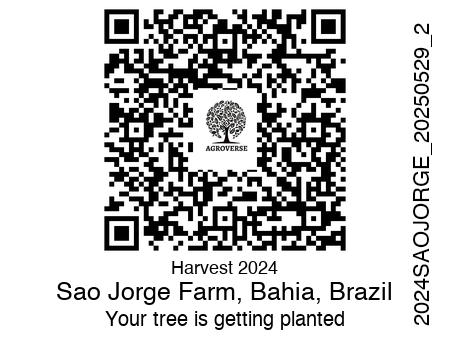 AGROVERSE
Harvest 2024
Sao Jorge Farm, Bahia, Brazil
Your tree is getting planted
2024SAOJORGE_20250529_2